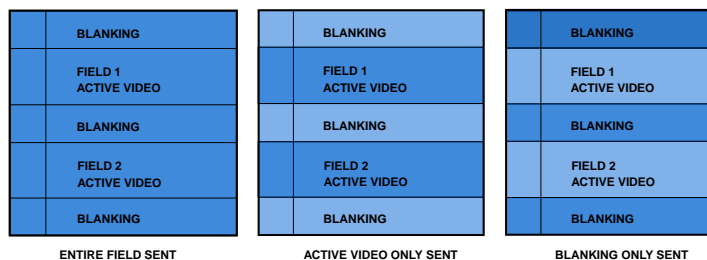 BLANKING
FIELD 1
ACTIVE VIDEO
BLANKING
FIELD 2
ACTIVE VIDEO
BLANKING
ENTIRE FIELD SENT
BLANKING
FIELD 1
ACTIVE VIDEO
BLANKING
FIELD 2
ACTIVE VIDEO
BLANKING
ACTIVE VIDEO ONLY SENT
BLANKING
FIELD 1
ACTIVE VIDEO
BLANKING
FIELD 2
ACTIVE VIDEO
BLANKING
BLANKING ONLY SENT